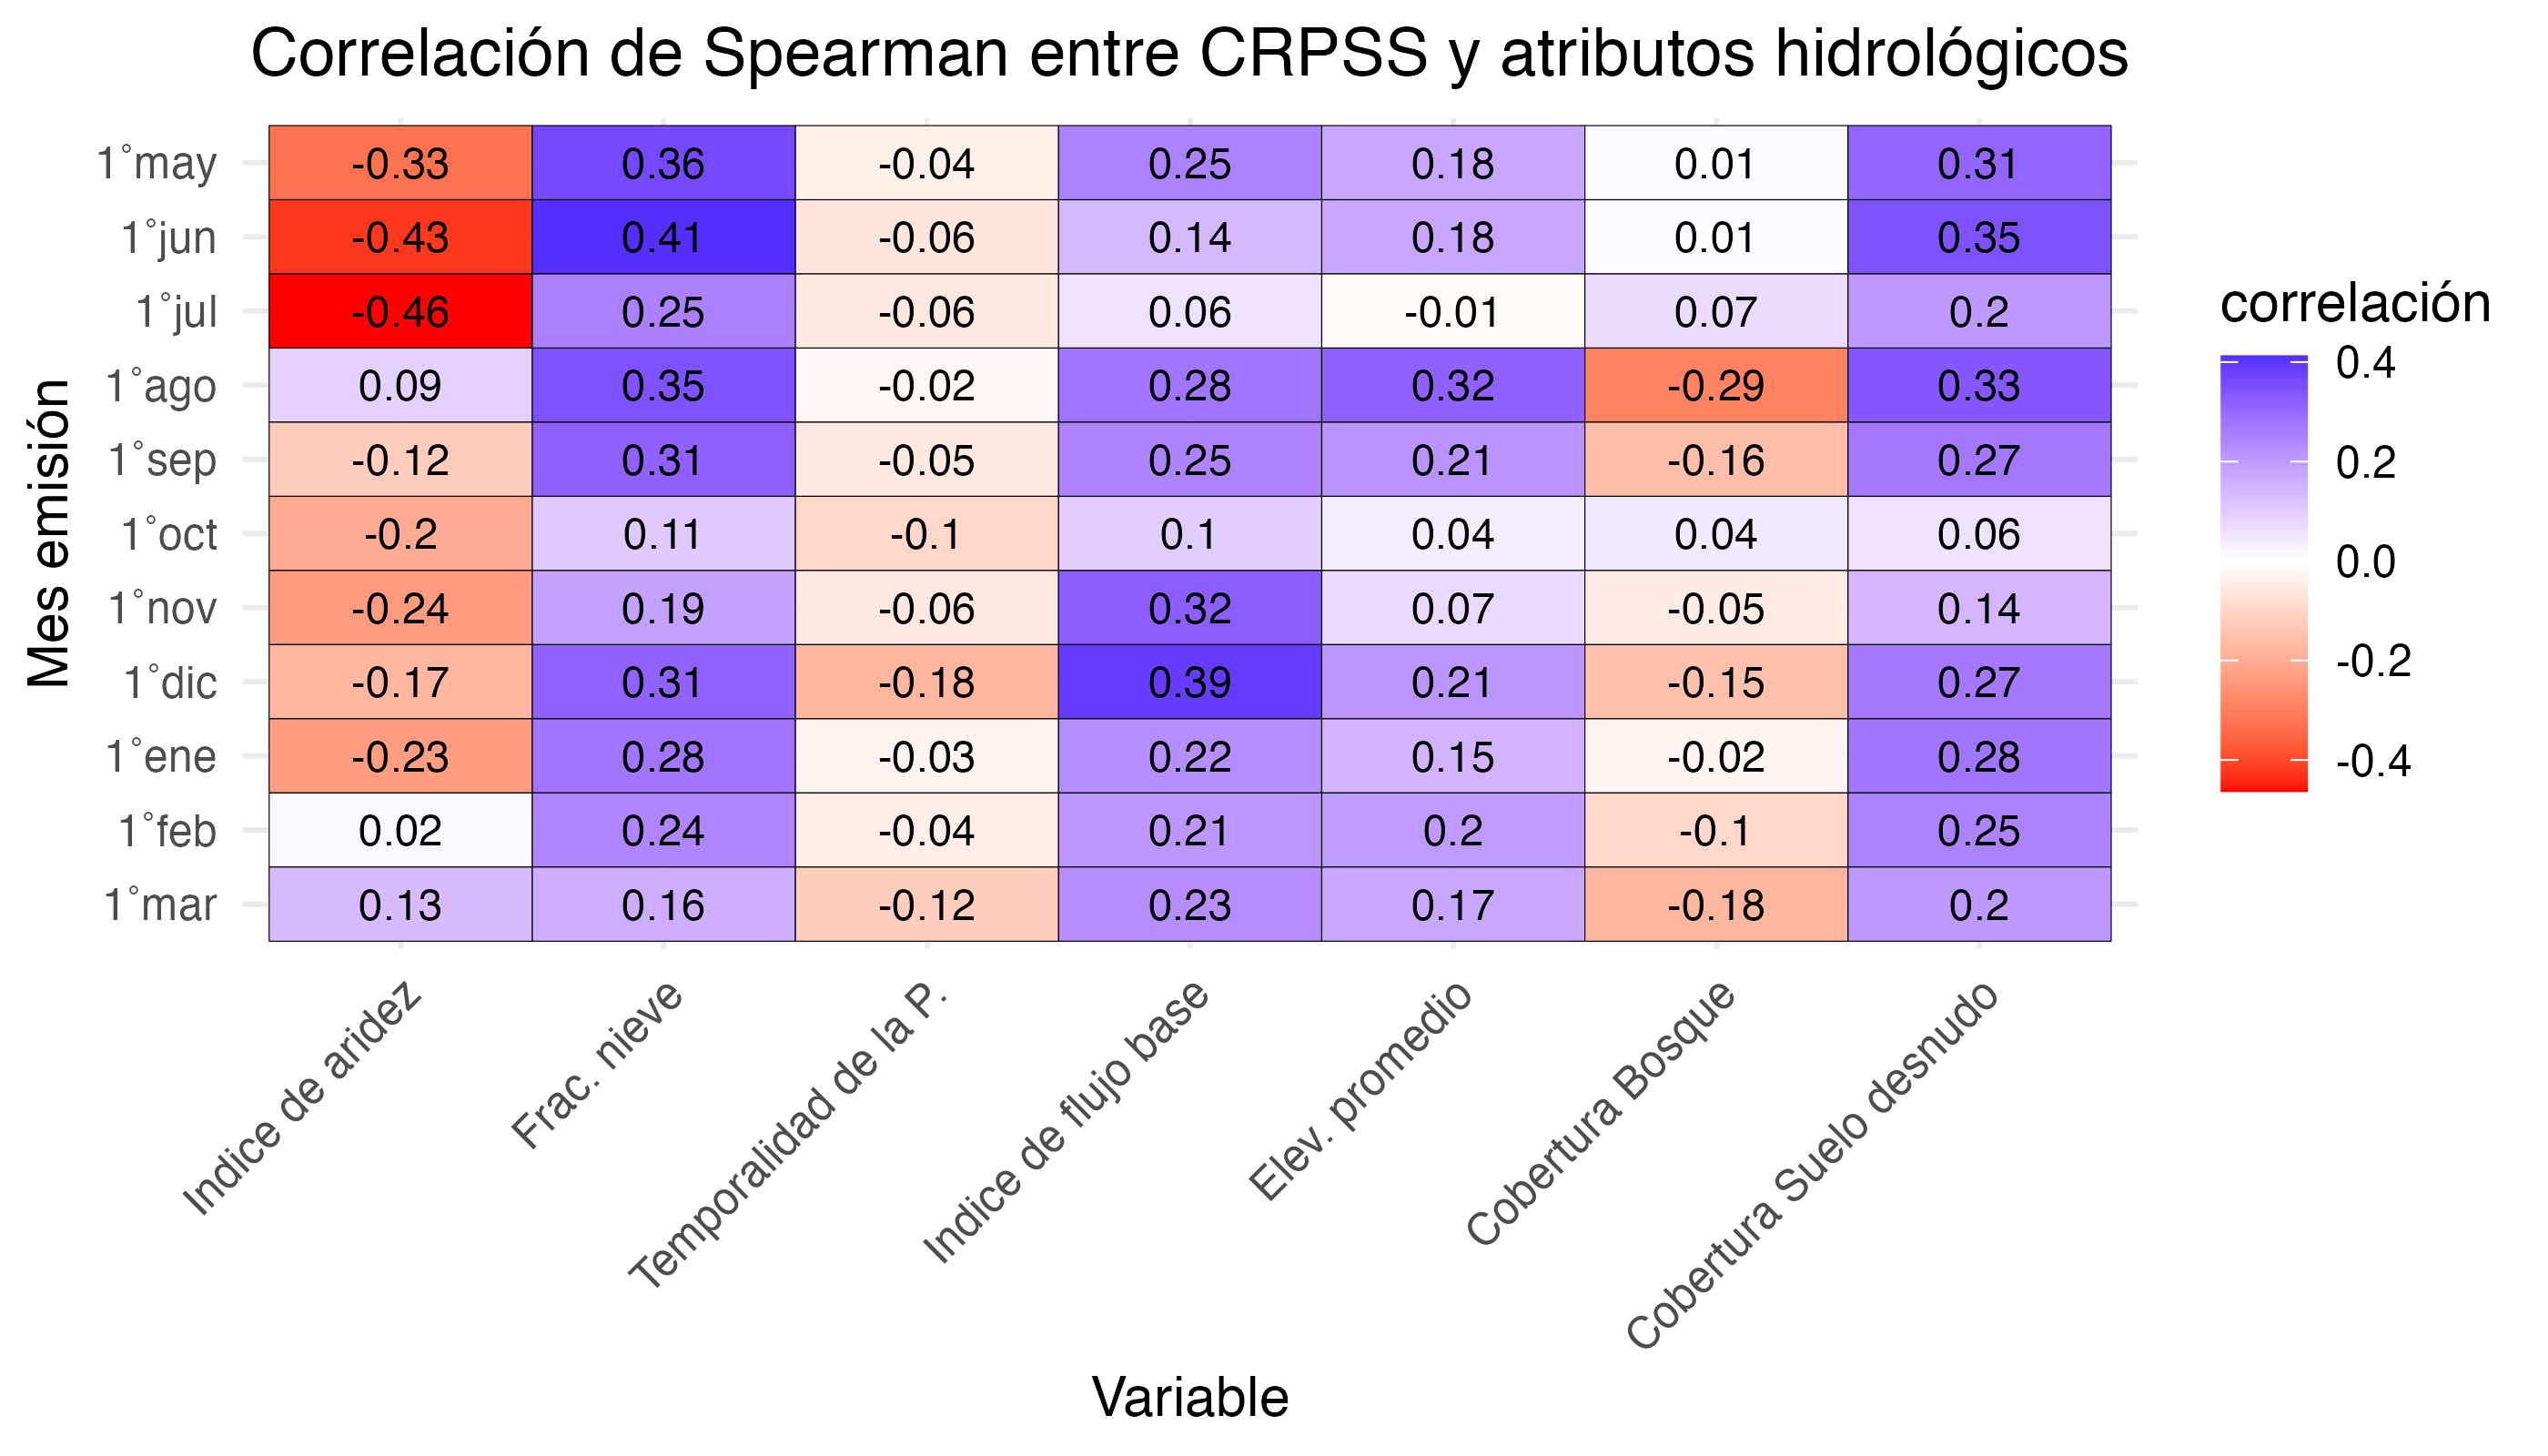 Correlación de Spearman entre CRPSS y atributos hidrológicos
Mes emisión
1°may -0.33 0.36 -0.04 0.25 0.18 0.01 0.31
1°jun -0.43 0.41 -0.06 0.14 0.18 0.01 0.35
1°jul -0.46 0.25 -0.06 0.06 -0.01 0.07 0.2
1°ago 0.09 0.35 -0.02 0.28 0.32 -0.29 0.33
1°sep -0.12 0.31 -0.05 0.25 0.21 -0.16 0.27
1°oct -0.2 0.11 -0.1 0.1 0.04 0.04 0.06
1°nov -0.24 0.19 -0.06 0.32 0.07 -0.05 0.14
1°dic -0.17 0.31 -0.18 0.39 0.21 -0.15 0.27
1°ene -0.23 0.28 -0.03 0.22 0.15 -0.02 0.28
1°feb 0.02 0.24 -0.04 0.21 0.2 -0.1 0.25
1°mar 0.13 0.16 -0.12 0.23 0.17 -0.18 0.2
Indice de aridez
Frac. nieve
Temporalidad de la P.
Indice de flujo base
Elev. promedio
Cobertura Bosque
Cobertura Suelo desnudo
Variable
correlación
0.4
0.2
0.0
-0.2
-0.4